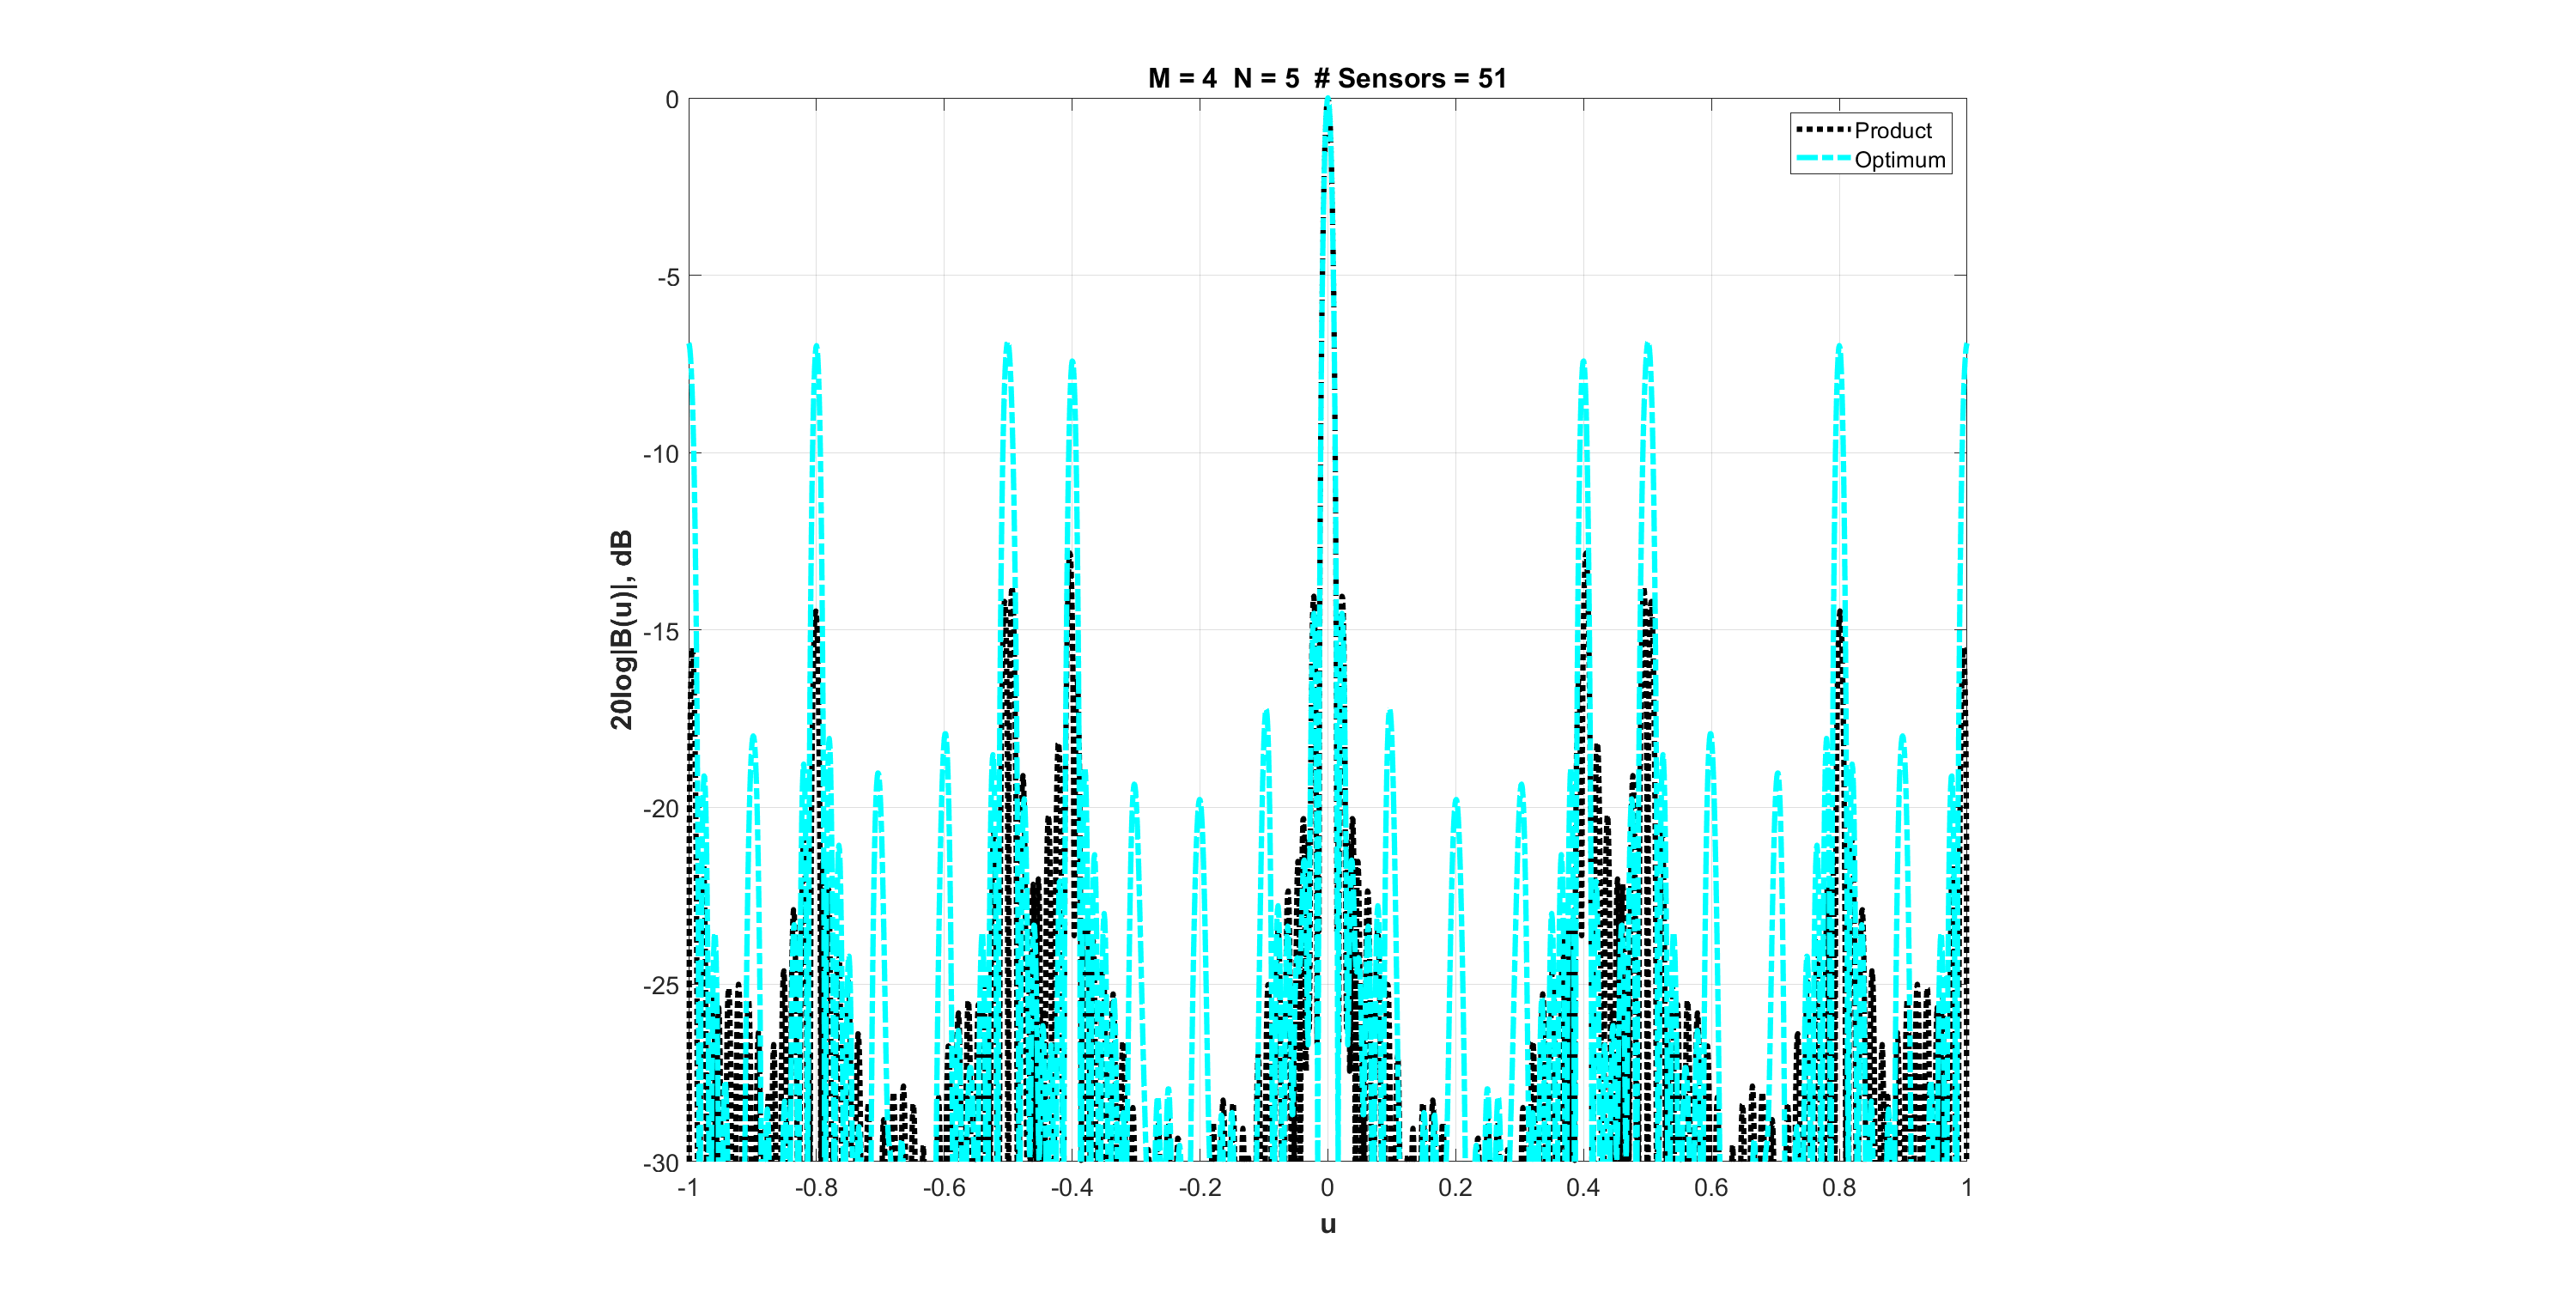 M = 4  N = 5  # Sensors = 51
Product
Optimum
0
-5
-10
-15
-20
-25
-30
20log|B(u)|, dB
-1 -0.8 -0.6 -0.4 -0.2 0 0.2 0.4 0.6 0.8 1
u